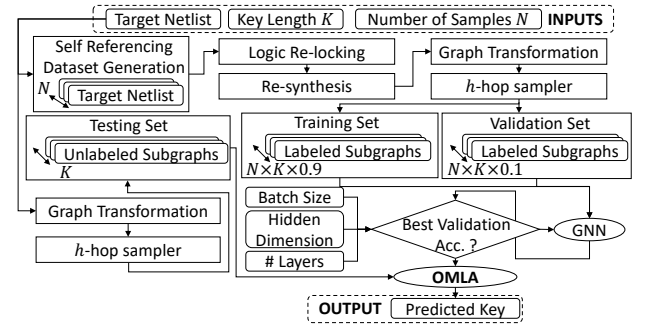 Target Netlist
Key Length K
Number of Samples N
INPUTS
Self Referencing
Dataset Generation
N
Target Netlist
Logic Re-locking
Re-synthesis
Graph Transformation
h-hop sampler
Testing Set
Unlabeled Subgraphs
K
Training Set
Labeled Subgraphs
N×K×0.9
Validation Set
Labeled Subgraphs
N×K×0.1
Graph Transformation
h-hop sampler
Batch Size
Hidden
Dimension
# Layers
Best Validation
Acc. ?
GNN
OMLA
OUTPUT
Predicted Key